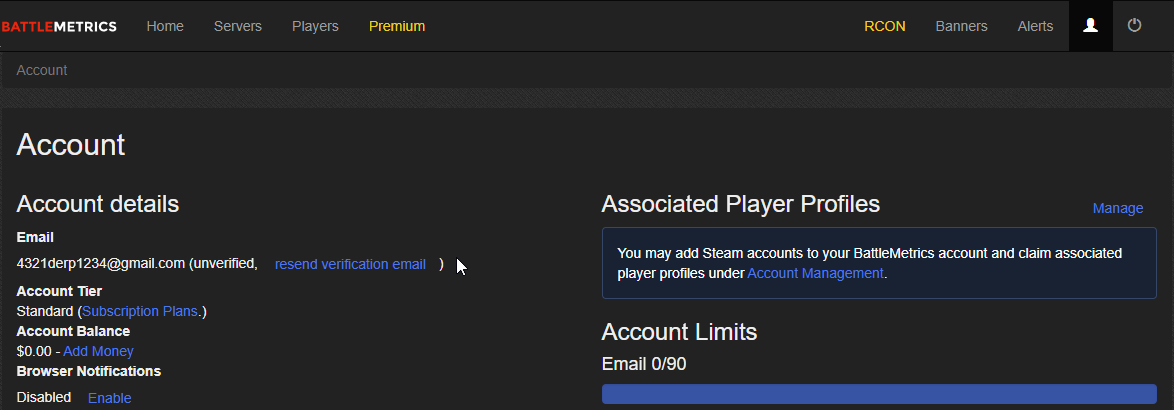 BATTLEMETRICS Home Servers Players Premium RCON Banners Alerts
Account
Account
Account details
Email
4321derp1234@gmail.com (unverified, resend verification email )
Account Tier
Standard (Subscription Plans.)
Account Balance
$0.00 - Add Money
Browser Notifications
Disabled Enable
Associated Player Profiles Manage
You may add Steam accounts to your BattleMetrics account and claim associated
player profiles under Account Management.
Account Limits
Email 0/90